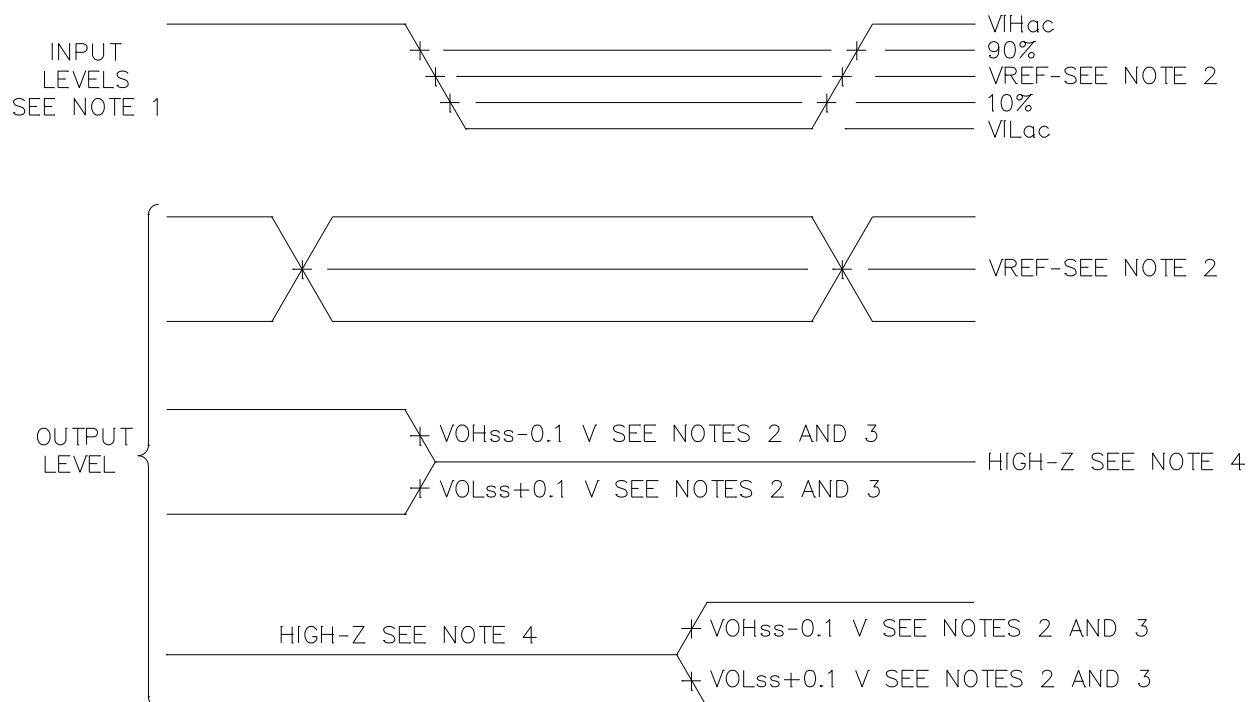 VIHac
INPUT
LEVELS
SEE NOTE 1
90%
VREF-SEE NOTE 2
10%
VILac
VREF-SEE NOTE 2
OUTPUT
LEVEL
VOHss-0.1 V SEE NOTES 2 AND 3
HIGH-Z SEE NOTE 4
VOLss+0.1 V SEE NOTES 2 AND 3
HIGH-Z SEE NOTE 4
VOHss-0.1 V SEE NOTES 2 AND 3
VOLss+0.1 V SEE NOTES 2 AND 3